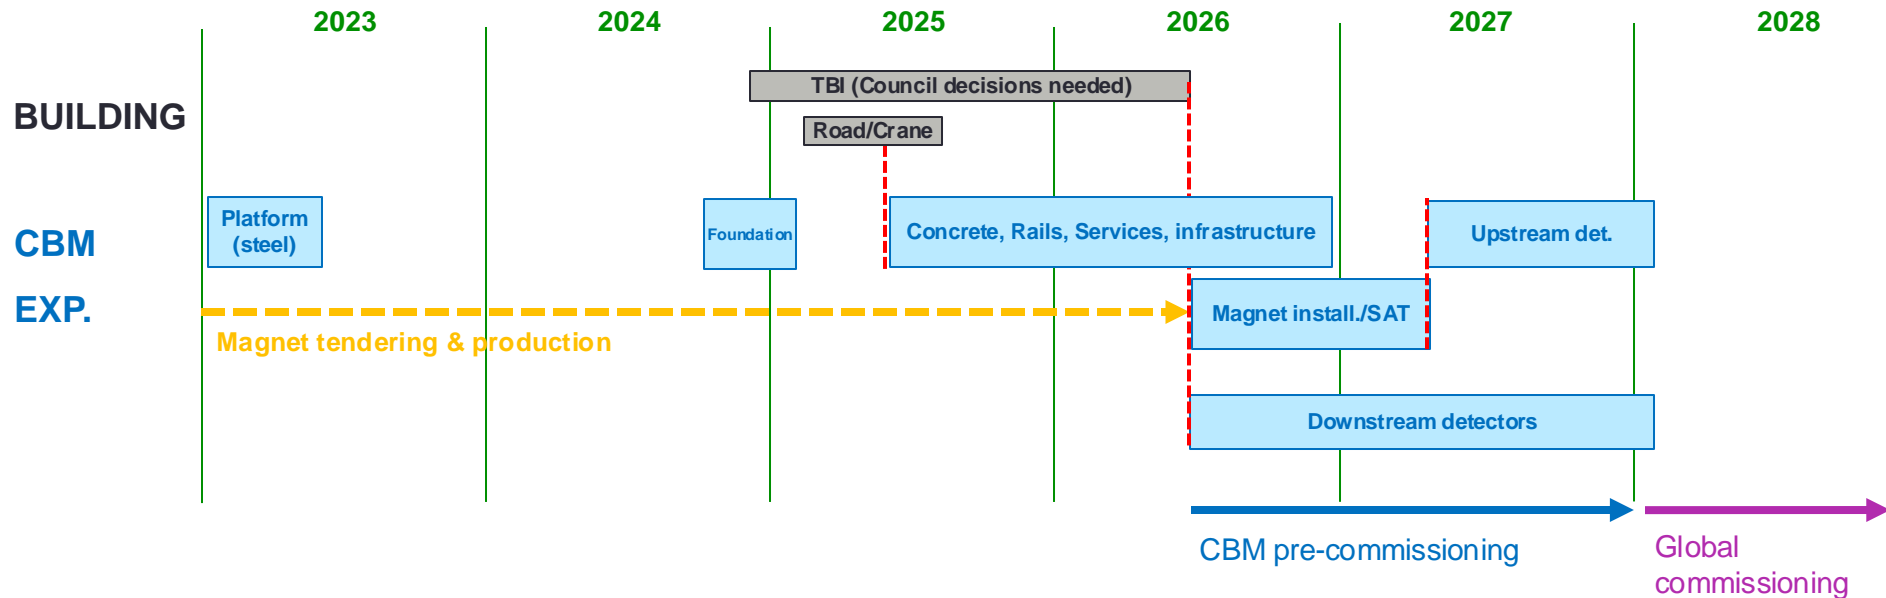 2023
2024
2025
2026
2027
2028
BUILDING
TBI (Council decisions needed)
Road/Crane
CBM
Platform
(steel)
Foundation
Concrete, Rails, Services, infrastructure
Upstream det.
EXP.
Magnet tendering & production
Magnet install./SAT
Downstream detectors
CBM pre-commissioning
Global
commissioning